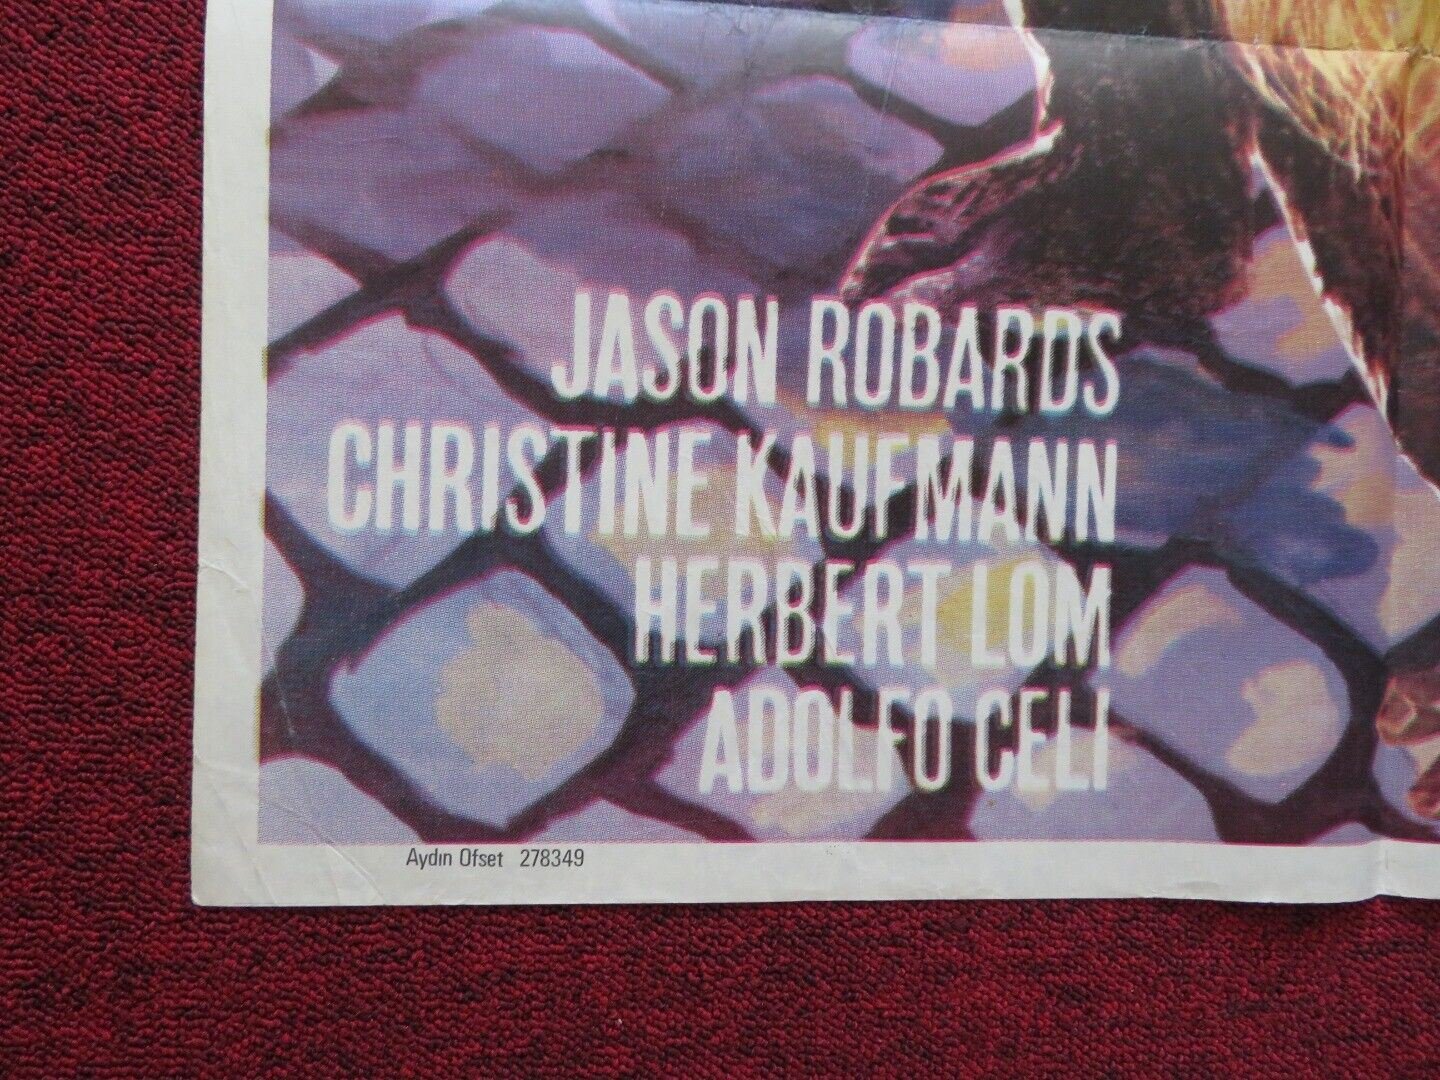 JASON ROBARDS
CHRISTINE KAUFMANN
HERBERT LOM
ADOLFO CELI
Aydın Ofset 278349